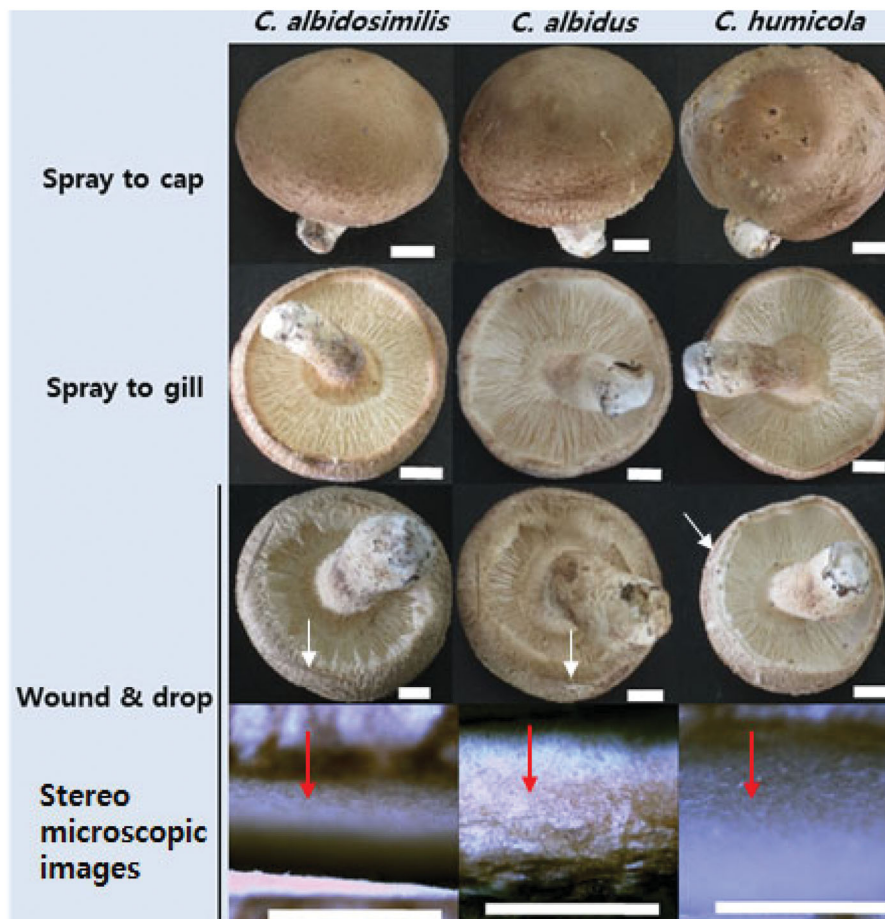 C. albidosimilis C. albidus C. humicola
Spray to cap
Spray to gill
Wound & drop
Stereo
microscopic
images